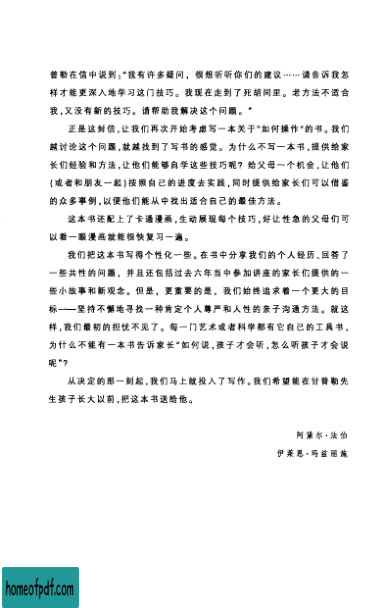 普勒在信中说到:“我有许多疑问,很想听听你们的建议……请告诉我怎
样才能更深入地学习这门技巧。我现在走到了死胡同里。老方法不适合
我,又没有新的技巧。请帮助我解决这个问题。”
正是这封信,让我们再次开始考虑写一本关于“如何操作”的书。我们
越讨论这个问题,就越找到了写书的感觉。为什么不写一本书,提供给家
长们经验和方法,让他们能够自学这些技巧呢?给父母一个机会,让他们
(或者和朋友一起)按照自己的进度去实践,同时提供给家长们可以借鉴
的众多事例,以便他们能从中找出适合自己的最佳方法。
这本书还配上了卡通漫画,生动展现每个技巧,好让性急的父母们可
以看一眼漫画就能很快复习一遍。
我们把这本书写得个性化一些。在书中分享我们的个人经历、回答了
一些共性的问题,并且还包括过去六年当中参加讲座的家长们提供的一
些小故事和新观念。但是,更重要的是,我们始终追求着一个更大的目
标——坚持不懈地寻找一种肯定个人尊严和人性的亲子沟通方法。就这
样,我们最初的担忧不见了。每一门艺术或者科学都有它自己的工具书,
为什么不能有一本书告诉家长“如何说,孩子才会听,怎么听孩子才会说
呢”?
从决定的那一刻起,我们马上就投入了写作。我们希望能在甘普勒先
生孩子长大以前,把这本书送给他。
阿黛尔·法伯
伊莱恩·玛兹丽施
homeofpdf.com